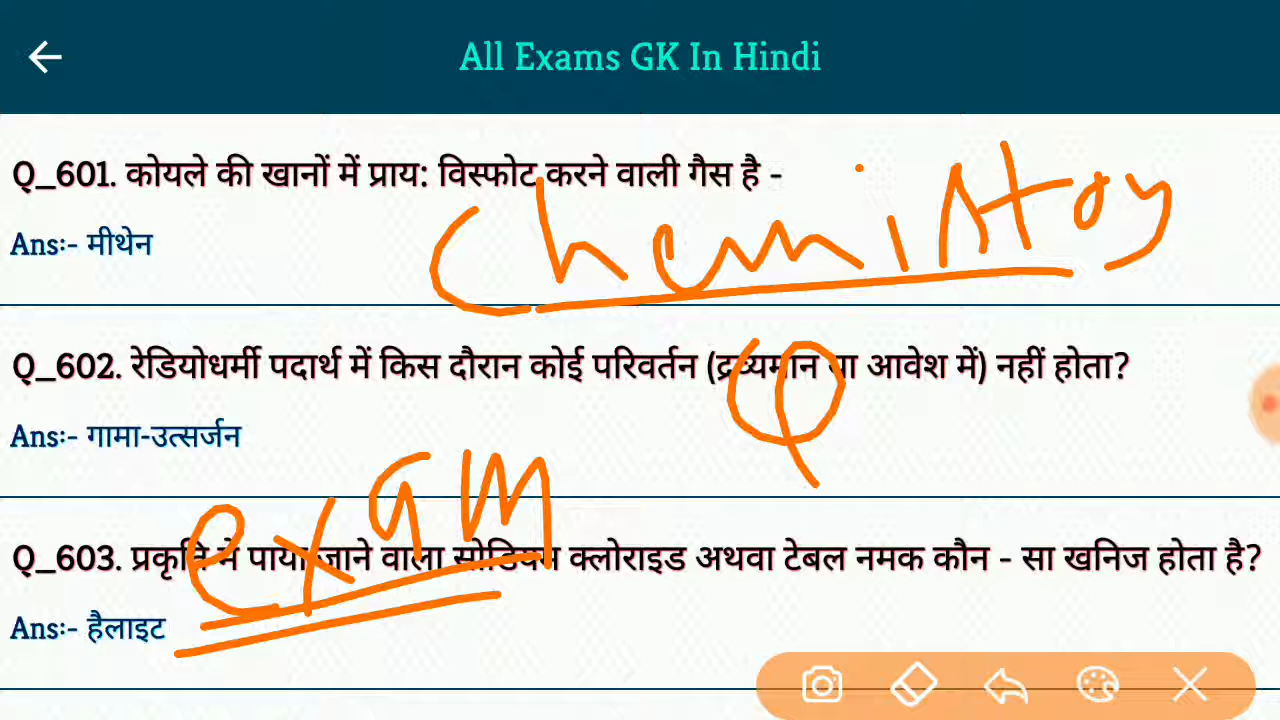 All Exams GK In Hindi
Q_601. कोयले की खानों में प्राय: विस्फोट करने वाली गैस है -
Chemistry
Ans:- मीथेन
Q_602. रेडियोधर्मी पदार्थ में किस दौरान कोई परिवर्तन (द्रव्यमान या आवेश में) नहीं होता?
Q
Ans:- गामा-उत्सर्जन
exam
Q_603. प्रकृति में पाया जाने वाला सोडियम क्लोराइड अथवा टेबल नमक कौन - सा खनिज होता है?
Ans:- हैलाइट